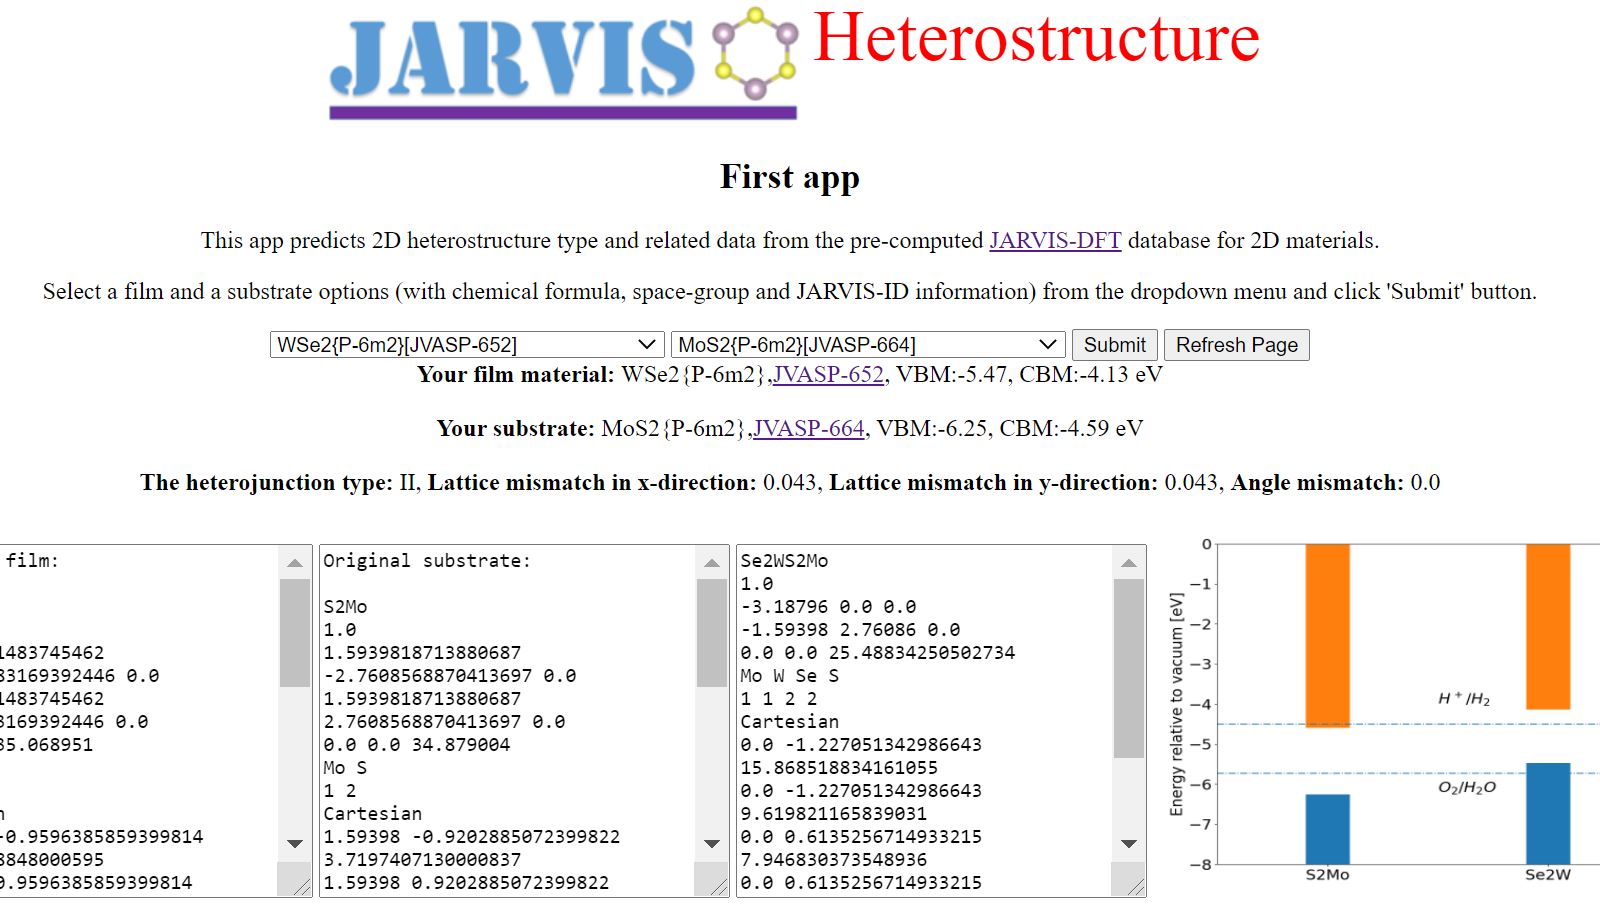 JARVIS Heterostructure
First app
This app predicts 2D heterostructure type and related data from the pre-computed JARVIS-DFT database for 2D materials.
Select a film and a substrate options (with chemical formula, space-group and JARVIS-ID information) from the dropdown menu and click 'Submit' button.
WSe2{P-6m2}[JVASP-652] MoS2{P-6m2}[JVASP-664] Submit Refresh Page
Your film material: WSe2{P-6m2},JVASP-652, VBM:-5.47, CBM:-4.13 eV
Your substrate: MoS2{P-6m2},JVASP-664, VBM:-6.25, CBM:-4.59 eV
The heterojunction type: II, Lattice mismatch in x-direction: 0.043, Lattice mismatch in y-direction: 0.043, Angle mismatch: 0.0
film:
1483745462
83169392446 0.0
1483745462
3169392446 0.0
35.068951
-0.9596385859399814
8848000595
0.9596385859399814
Original substrate:
S2Mo
1.0
1.5939818713880687
-2.7608568870413697 0.0
1.5939818713880687
2.7608568870413697 0.0
0.0 0.0 34.879004
Mo S
1 2
Cartesian
1.59398 -0.9202885072399822
3.7197407130000837
1.59398 0.9202885072399822
Se2WS2Mo
1.0
-3.18796 0.0 0.0
-1.59398 2.76086 0.0
0.0 0.0 25.48834250502734
Mo W Se S
1 1 2 2
Cartesian
0.0 -1.227051342986643
15.868518834161055
0.0 -1.227051342986643
9.619821165839031
0.0 0.6135256714933215
7.946830373548936
0.0 0.6135256714933215
Energy relative to vacuum [eV]
0
−1
−2
−3
−4
−5
−6
−7
−8
H⁺/H₂
O₂/H₂O
S2Mo
Se2W